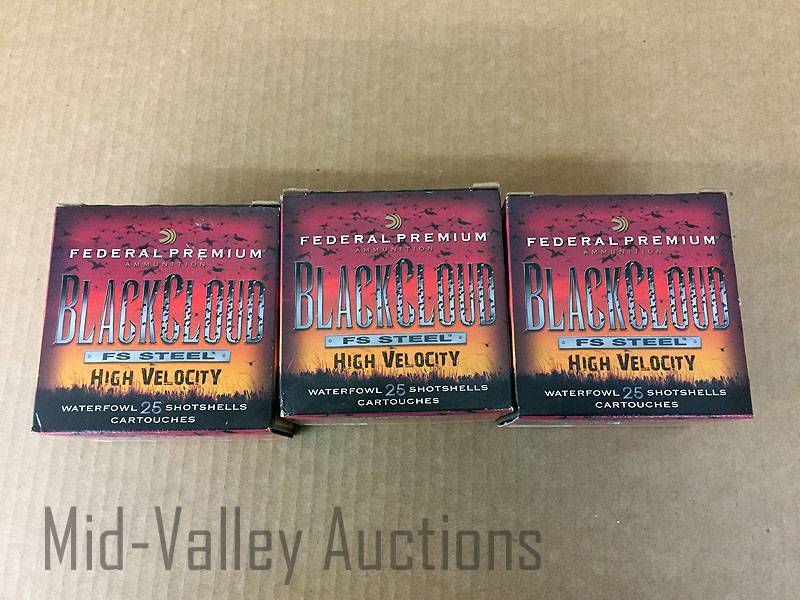 FEDERAL PREMIUM
AMMUNITION
BLACKCLOUD
FS STEEL
HIGH VELOCITY
WATERFOWL 25 SHOTSHELLS
CARTOUCHES
FEDERAL PREMIUM
AMMUNITION
BLACKCLOUD
FS STEEL
HIGH VELOCITY
WATERFOWL 25 SHOTSHELLS
CARTOUCHES
FEDERAL PREMIUM
AMMUNITION
BLACKCLOUD
FS STEEL
HIGH VELOCITY
WATERFOWL 25 SHOTSHELLS
CARTOUCHES
Mid-Valley Auctions